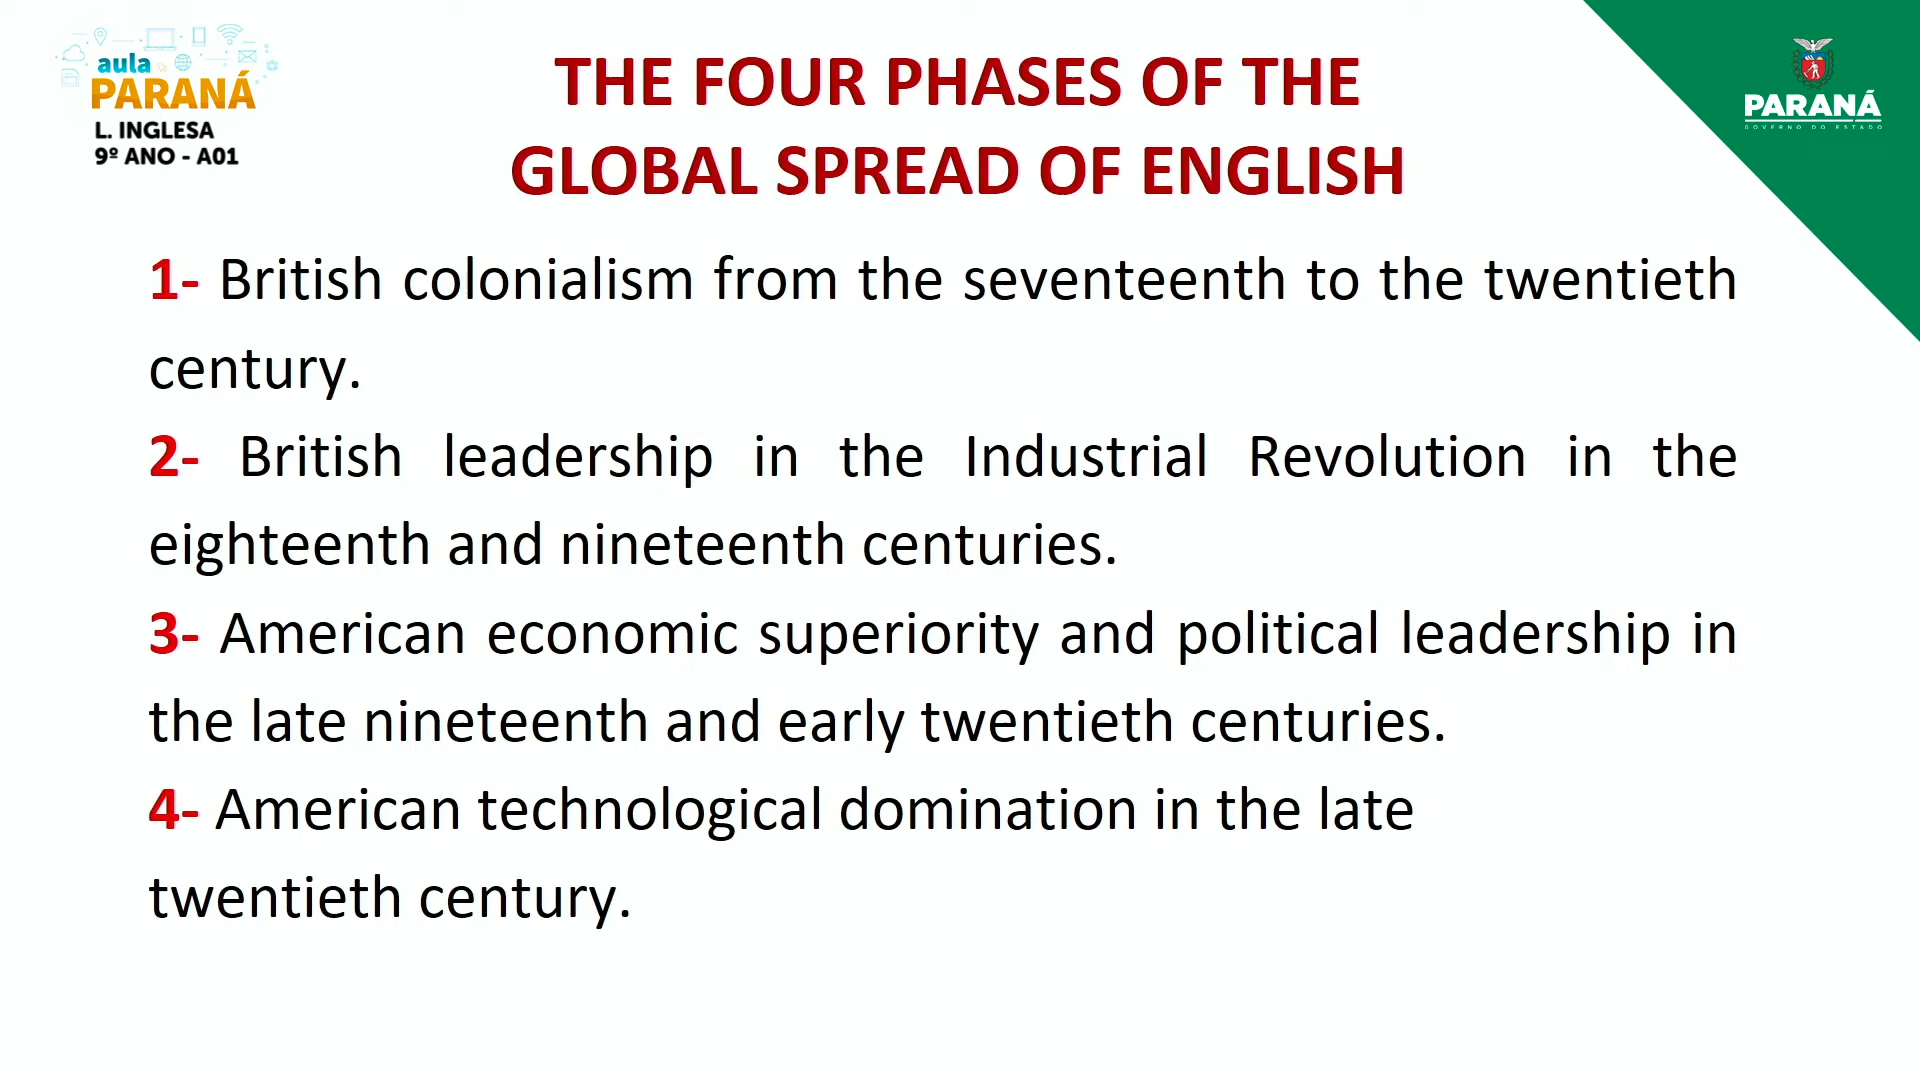 aula
PARANÁ
L. INGLESA
9º ANO - A01
THE FOUR PHASES OF THE
GLOBAL SPREAD OF ENGLISH
PARANÁ
GOVERNO DO ESTADO
1- British colonialism from the seventeenth to the twentieth
century.
2- British leadership in the Industrial Revolution in the
eighteenth and nineteenth centuries.
3- American economic superiority and political leadership in
the late nineteenth and early twentieth centuries.
4- American technological domination in the late
twentieth century.